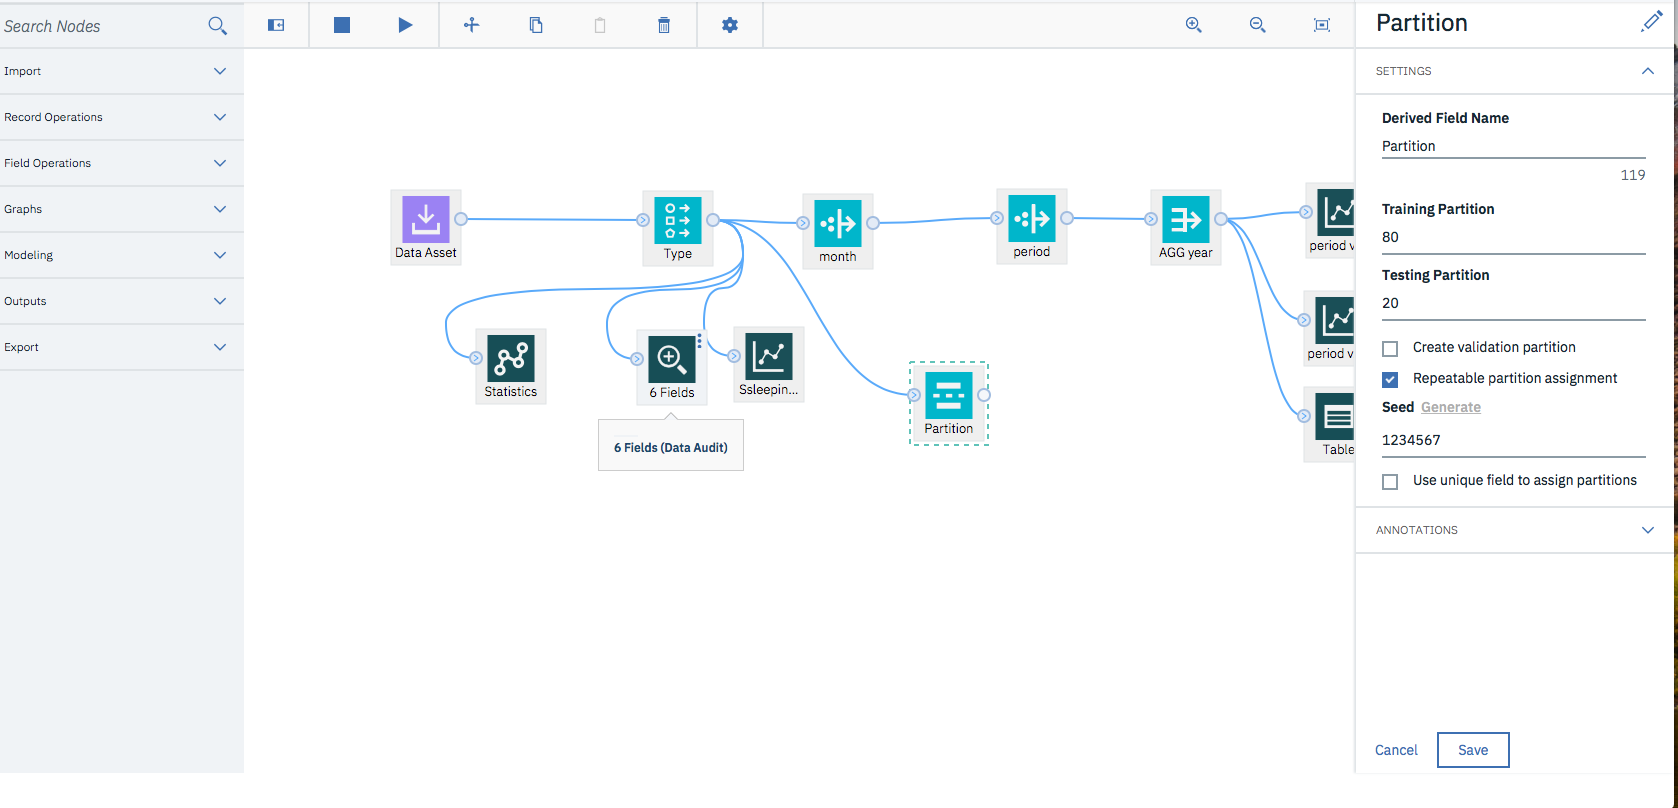 Search Nodes
Import
Record Operations
Field Operations
Graphs
Modeling
Outputs
Export
Data Asset
Type
month
period
AGG year
period v
Statistics
6 Fields
Ssleepin...
period v
Partition
Table
6 Fields (Data Audit)
Partition
SETTINGS
Derived Field Name
Partition
119
Training Partition
80
Testing Partition
20
Create validation partition
Repeatable partition assignment
Seed Generate
1234567
Use unique field to assign partitions
ANNOTATIONS
Cancel Save